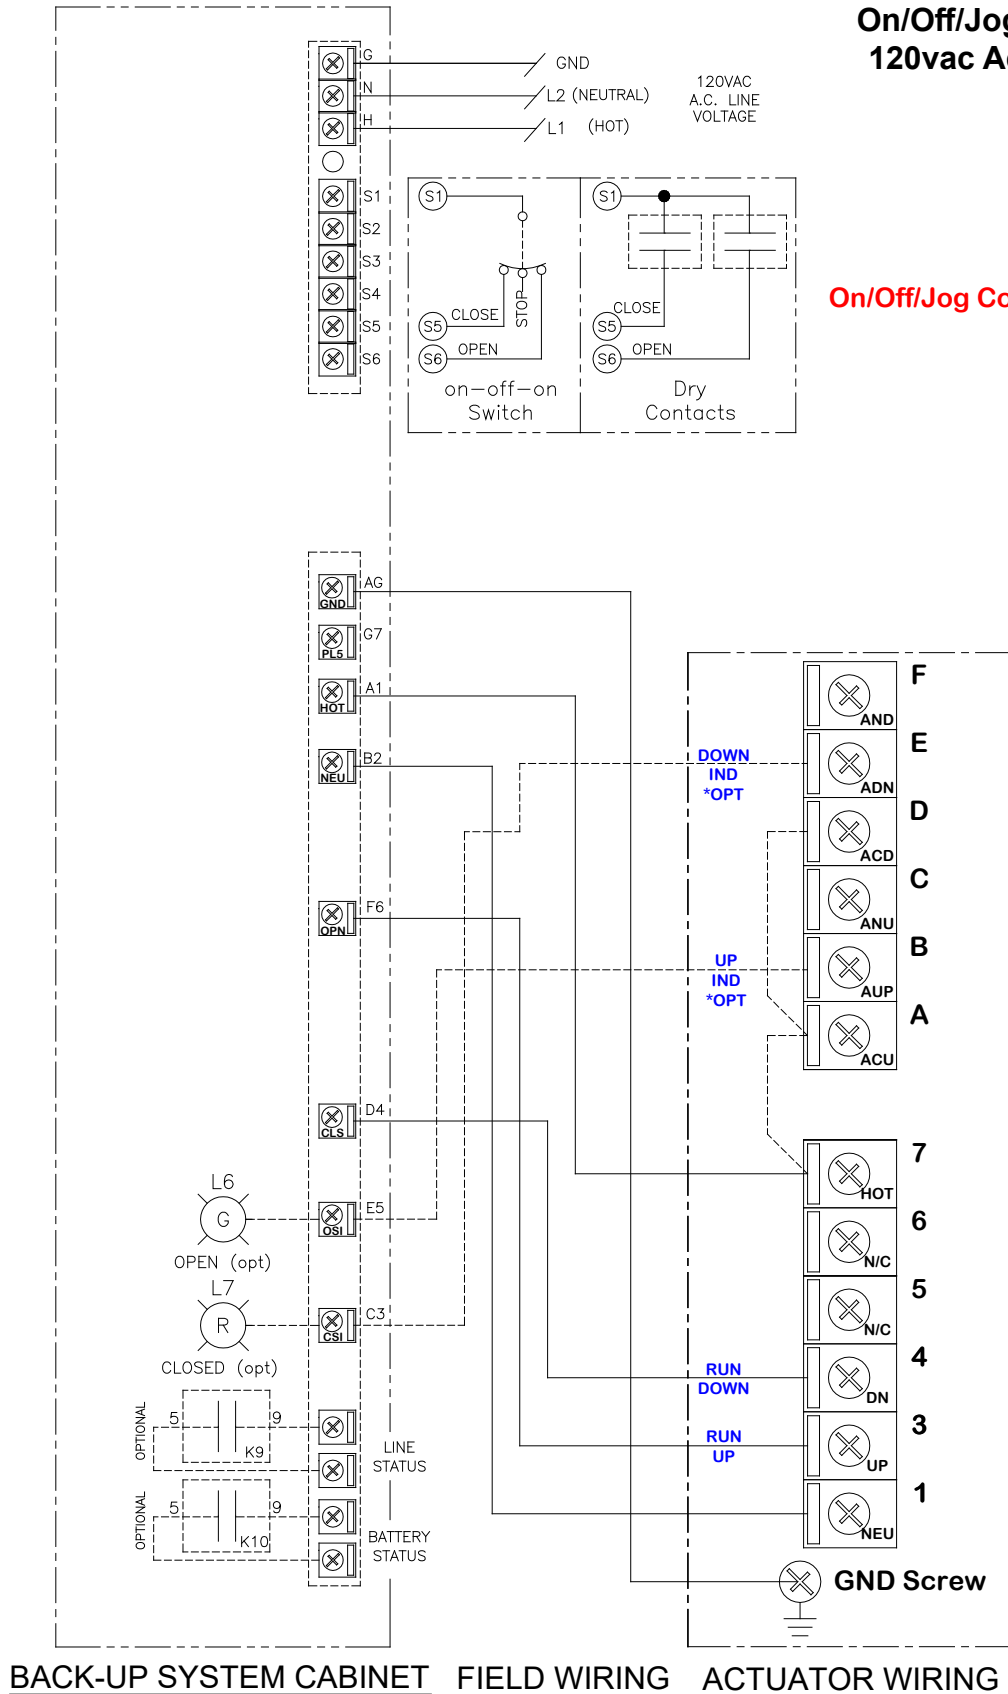 On/Off/Jog
120vac A
G
GND
N
L2 (NEUTRAL)
H
L1 (HOT)
120VAC
A.C. LINE
VOLTAGE
S1
S2
S3
S4
S5
S6
S1
CLOSE
STOP
S5
OPEN
S6
on-off-on
Switch
S1
CLOSE
S5
OPEN
S6
Dry
Contacts
On/Off/Jog Co
AG
GND
G7
PL5
A1
HOT
B2
NEU
F6
OPN
D4
CLS
E5
OSI
C3
CSI
L6
G
OPEN (opt)
L7
R
CLOSED (opt)
OPTIONAL
5
9
K9
LINE
STATUS
OPTIONAL
5
9
K10
BATTERY
STATUS
DOWN
IND
*OPT
UP
IND
*OPT
RUN
DOWN
RUN
UP
F
AND
E
ADN
D
ACD
C
ANU
B
AUP
A
ACU
7
HOT
6
N/C
5
N/C
4
DN
3
UP
1
NEU
GND Screw
BACK-UP SYSTEM CABINET
FIELD WIRING
ACTUATOR WIRING